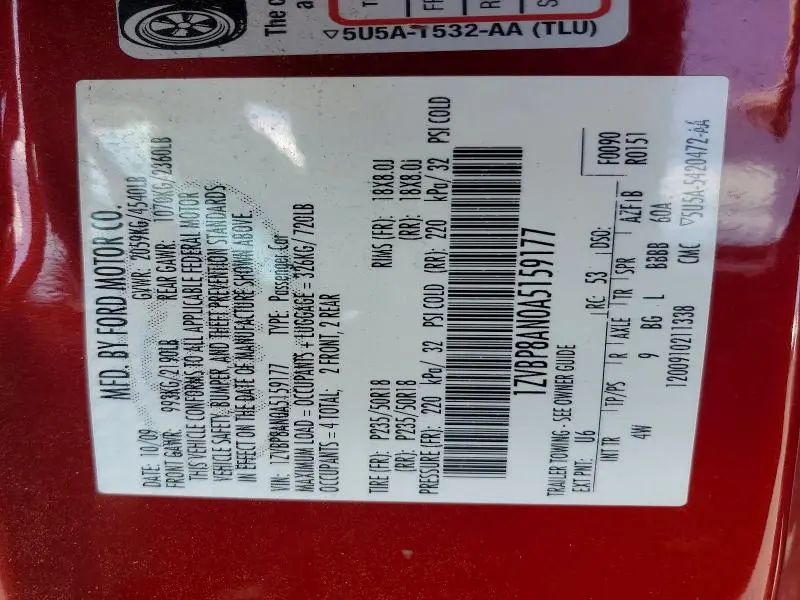 The c
a
5U5A-1532-AA (TLU)
MFD. BY FORD MOTOR CO.
DATE: 10/09 GVWR: 2059KG/4540LB
FRONT GAWR: 993KG/2190LB REAR GAWR: 1070KG/2360LB
THIS VEHICLE CONFORMS TO ALL APPLICABLE FEDERAL MOTOR
VEHICLE SAFETY, BUMPER, AND THEFT PREVENTION STANDARDS
IN EFFECT ON THE DATE OF MANUFACTURE SHOWN ABOVE.
VIN: 1ZVBP8AN0A5159177 TYPE: Passenger Car
MAXIMUM LOAD = OCCUPANTS + LUGGAGE = 326KG/720LB
OCCUPANTS = 4 TOTAL; 2 FRONT, 2 REAR
TIRE (FR): P235/50R18 RIMS (FR): 18X8.0J
(RR): P235/50R18 (RR): 18X8.0J
PRESSURE (FR): 220 kPa/ 32 PSI COLD (RR): 220 kPa/ 32 PSI COLD
1ZVBP8AN0A5159177
TRAILER TOWING - SEE OWNER GUIDE F0090
EXT PNT: U6 RC: 53 DSO: R0151
INT TR TP/PS R AXLE TR SPR AZF1B
4W 9 BG L BBBB 60A
1200910211338 CMC 5U5A-5420472-